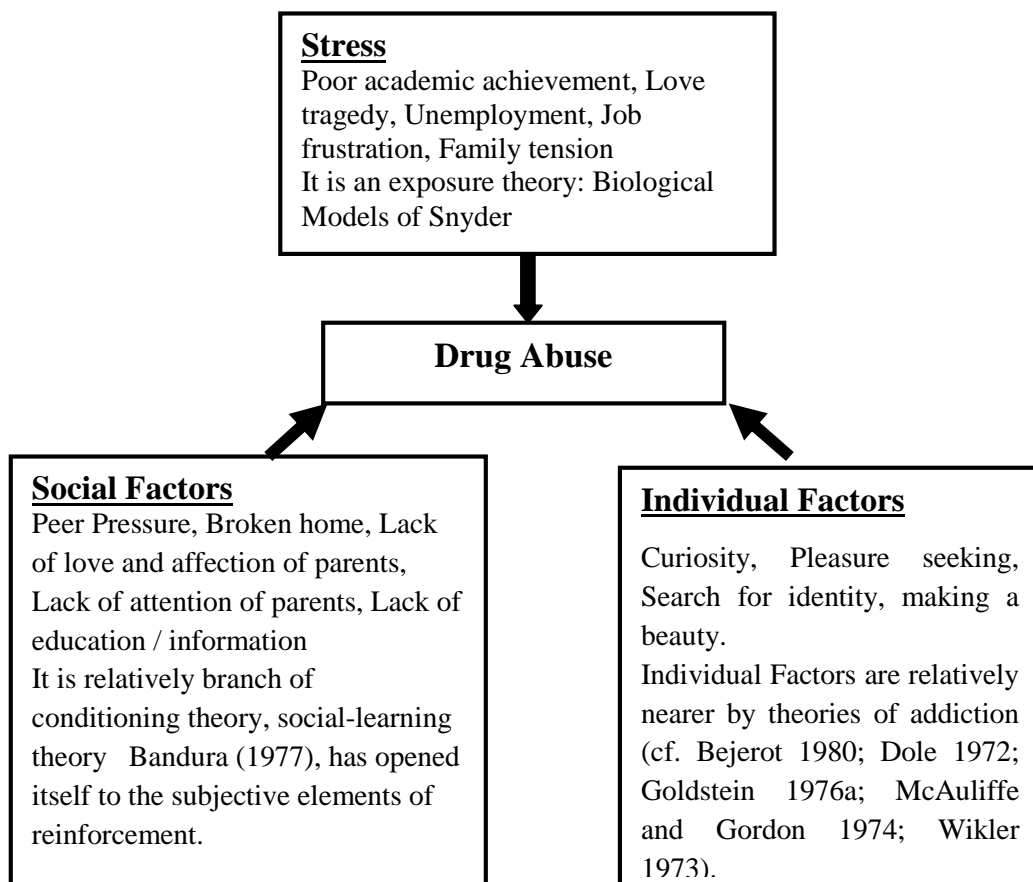 Stress
Poor academic achievement, Love
tragedy, Unemployment, Job
frustration, Family tension
It is an exposure theory: Biological
Models of Snyder
Drug Abuse
Social Factors
Peer Pressure, Broken home, Lack
of love and affection of parents,
Lack of attention of parents, Lack of
education / information
It is relatively branch of
conditioning theory, social-learning
theory Bandura (1977), has opened
itself to the subjective elements of
reinforcement.
Individual Factors
Curiosity, Pleasure seeking,
Search for identity, making a
beauty.
Individual Factors are relatively
nearer by theories of addiction
(cf. Bejerot 1980; Dole 1972;
Goldstein 1976a; McAuliffe
and Gordon 1974; Wikler
1973).